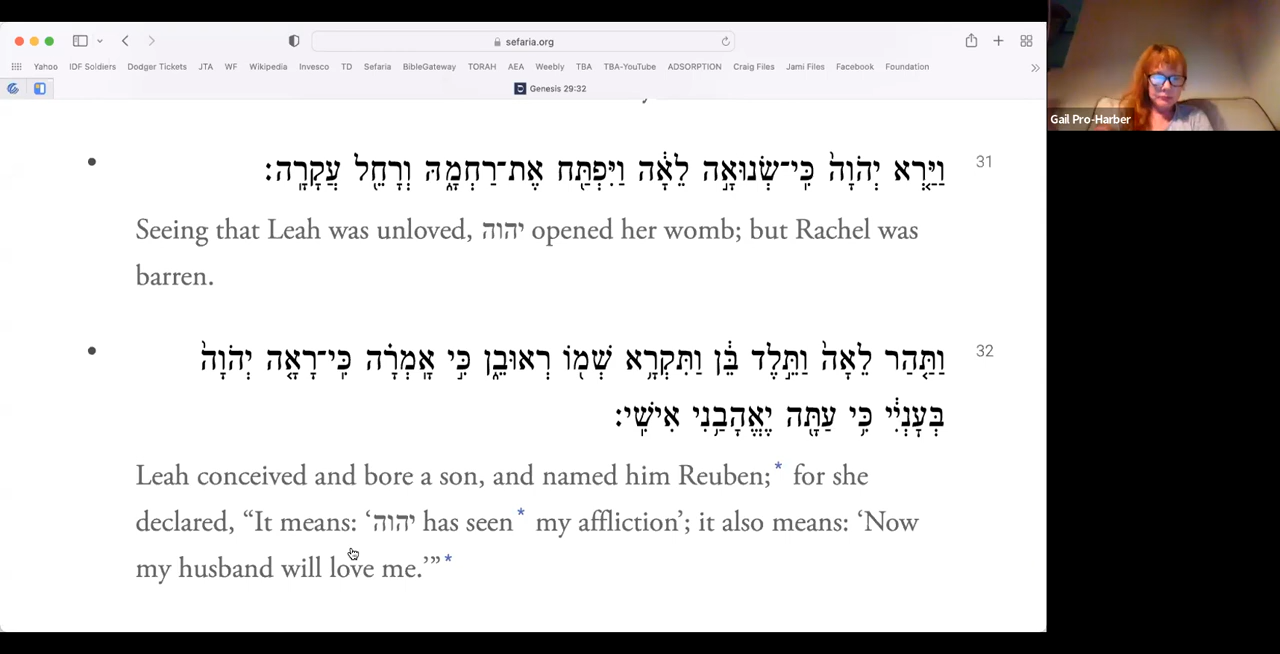 sefaria.org
Yahoo IDF Soldiers Dodger Tickets JTA WF Wikipedia Invesco TD Sefaria BibleGateway TORAH AEA Weebly TBA TBA-YouTube ADSORPTION Craig Files Jami Files Facebook Foundation
Genesis 29:32
Gail Pro-Harber
וַיַּ֤רְא יְהֹוָה֙ כִּֽי־שְׂנוּאָ֣ה לֵאָ֔ה וַיִּפְתַּ֖ח אֶת־רַחְמָ֑הּ וְרָחֵ֖ל עֲקָרָֽה׃ 31
Seeing that Leah was unloved, יהוה opened her womb; but Rachel was
barren.
וַתַּ֤הַר לֵאָה֙ וַתֵּ֣לֶד בֵּ֔ן וַתִּקְרָ֥א שְׁמ֖וֹ רְאוּבֵ֑ן כִּ֣י אָֽמְרָ֗ה כִּֽי־רָאָ֤ה יְהֹוָה֙ 32
בְּעׇנְיִ֔י כִּ֥י עַתָּ֖ה יֶאֱהָבַ֥נִי אִישִֽׁי׃
Leah conceived and bore a son, and named him Reuben;* for she
declared, “It means: ‘יהוה has seen* my affliction’; it also means: ‘Now
my husband will love me.’”*